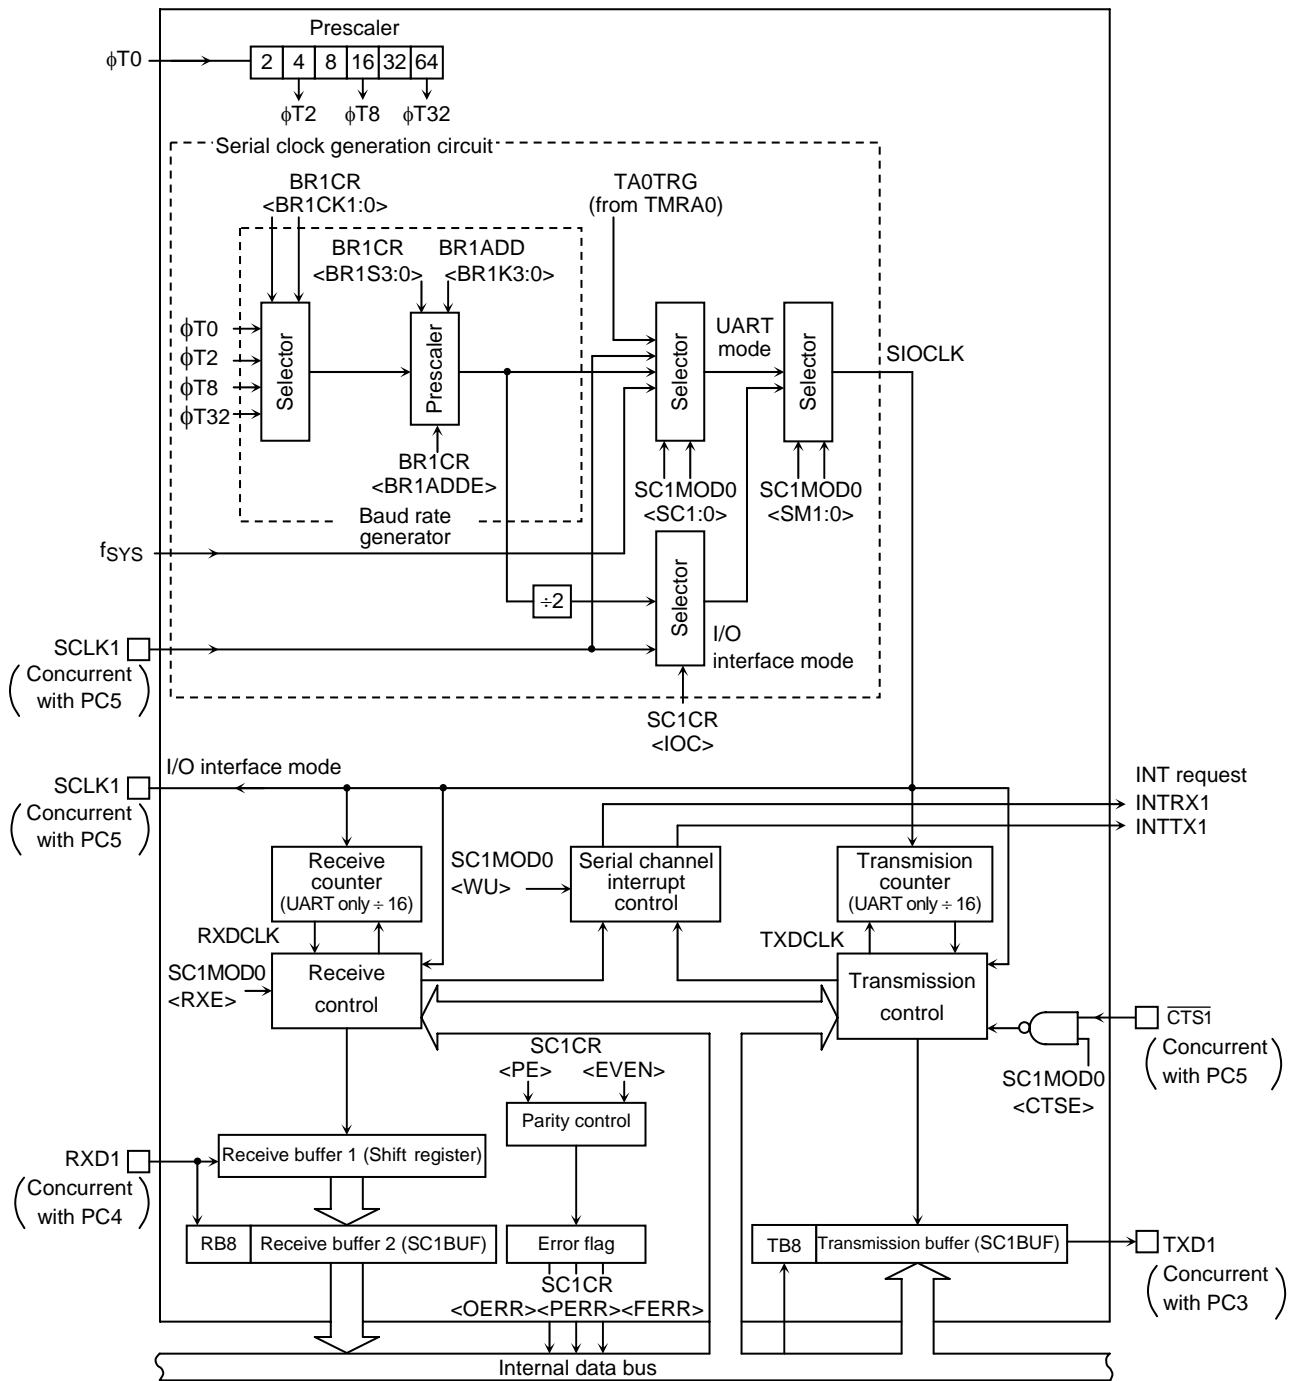 Prescaler
ϕT0
2 4 8 16 32 64
ϕT2 ϕT8 ϕT32
Serial clock generation circuit
BR1CR
<BR1CK1:0>
TA0TRG
(from TMRA0)
BR1CR
<BR1S3:0>
BR1ADD
<BR1K3:0>
ϕT0
ϕT2
ϕT8
ϕT32
Selector
Prescaler
Selector
UART
mode
Selector
SIOCLK
BR1CR
<BR1ADDE>
SC1MOD0
<SC1:0>
SC1MOD0
<SM1:0>
Baud rate
generator
fSYS
÷2
Selector
I/O
interface mode
SCLK1
(Concurrent
with PC5)
SC1CR
<IOC>
I/O interface mode
SCLK1
(Concurrent
with PC5)
INT request
INTRX1
INTTX1
Receive
counter
(UART only ÷ 16)
SC1MOD0
<WU>
Serial channel
interrupt
control
Transmision
counter
(UART only ÷ 16)
RXDCLK
TXDCLK
SC1MOD0
<RXE>
Receive
control
Transmission
control
CTS1
(Concurrent
with PC5)
SC1MOD0
<CTSE>
SC1CR
<PE> <EVEN>
Parity control
RXD1
(Concurrent
with PC4)
Receive buffer 1 (Shift register)
RB8
Receive buffer 2 (SC1BUF)
Error flag
TB8
Transmission buffer (SC1BUF)
TXD1
(Concurrent
with PC3)
SC1CR
<OERR><PERR><FERR>
Internal data bus